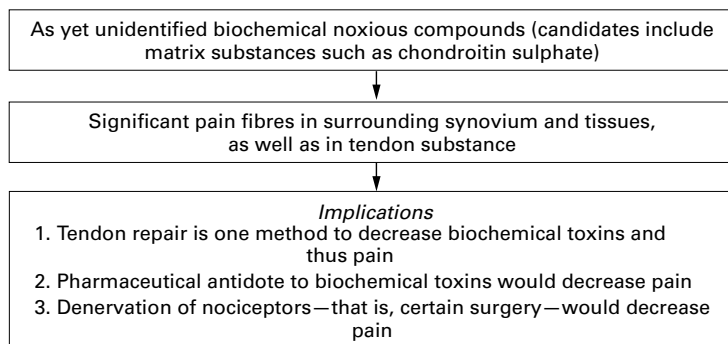 As yet unidentified biochemical noxious compounds (candidates include
matrix substances such as chondroitin sulphate)
Significant pain fibres in surrounding synovium and tissues,
as well as in tendon substance
Implications
1. Tendon repair is one method to decrease biochemical toxins and
thus pain
2. Pharmaceutical antidote to biochemical toxins would decrease pain
3. Denervation of nociceptors—that is, certain surgery—would decrease
pain